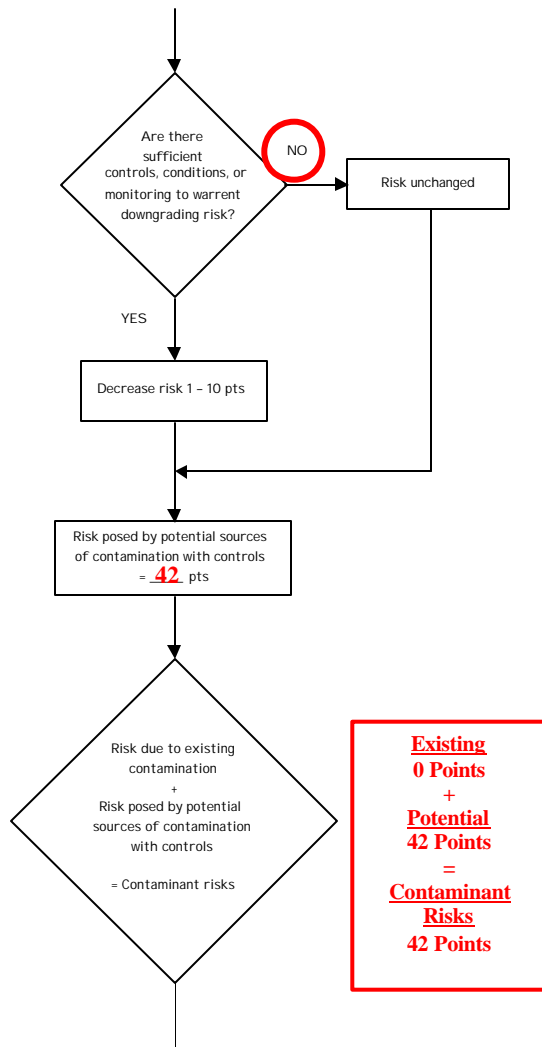 Are there
sufficient
controls, conditions, or
monitoring to warrent
downgrading risk?
NO
Risk unchanged
YES
Decrease risk 1 - 10 pts
Risk posed by potential sources
of contamination with controls
= 42 pts
Risk due to existing
contamination
+
Risk posed by potential
sources of contamination
with controls
= Contaminant risks
Existing
0 Points
+
Potential
42 Points
=
Contaminant
Risks
42 Points